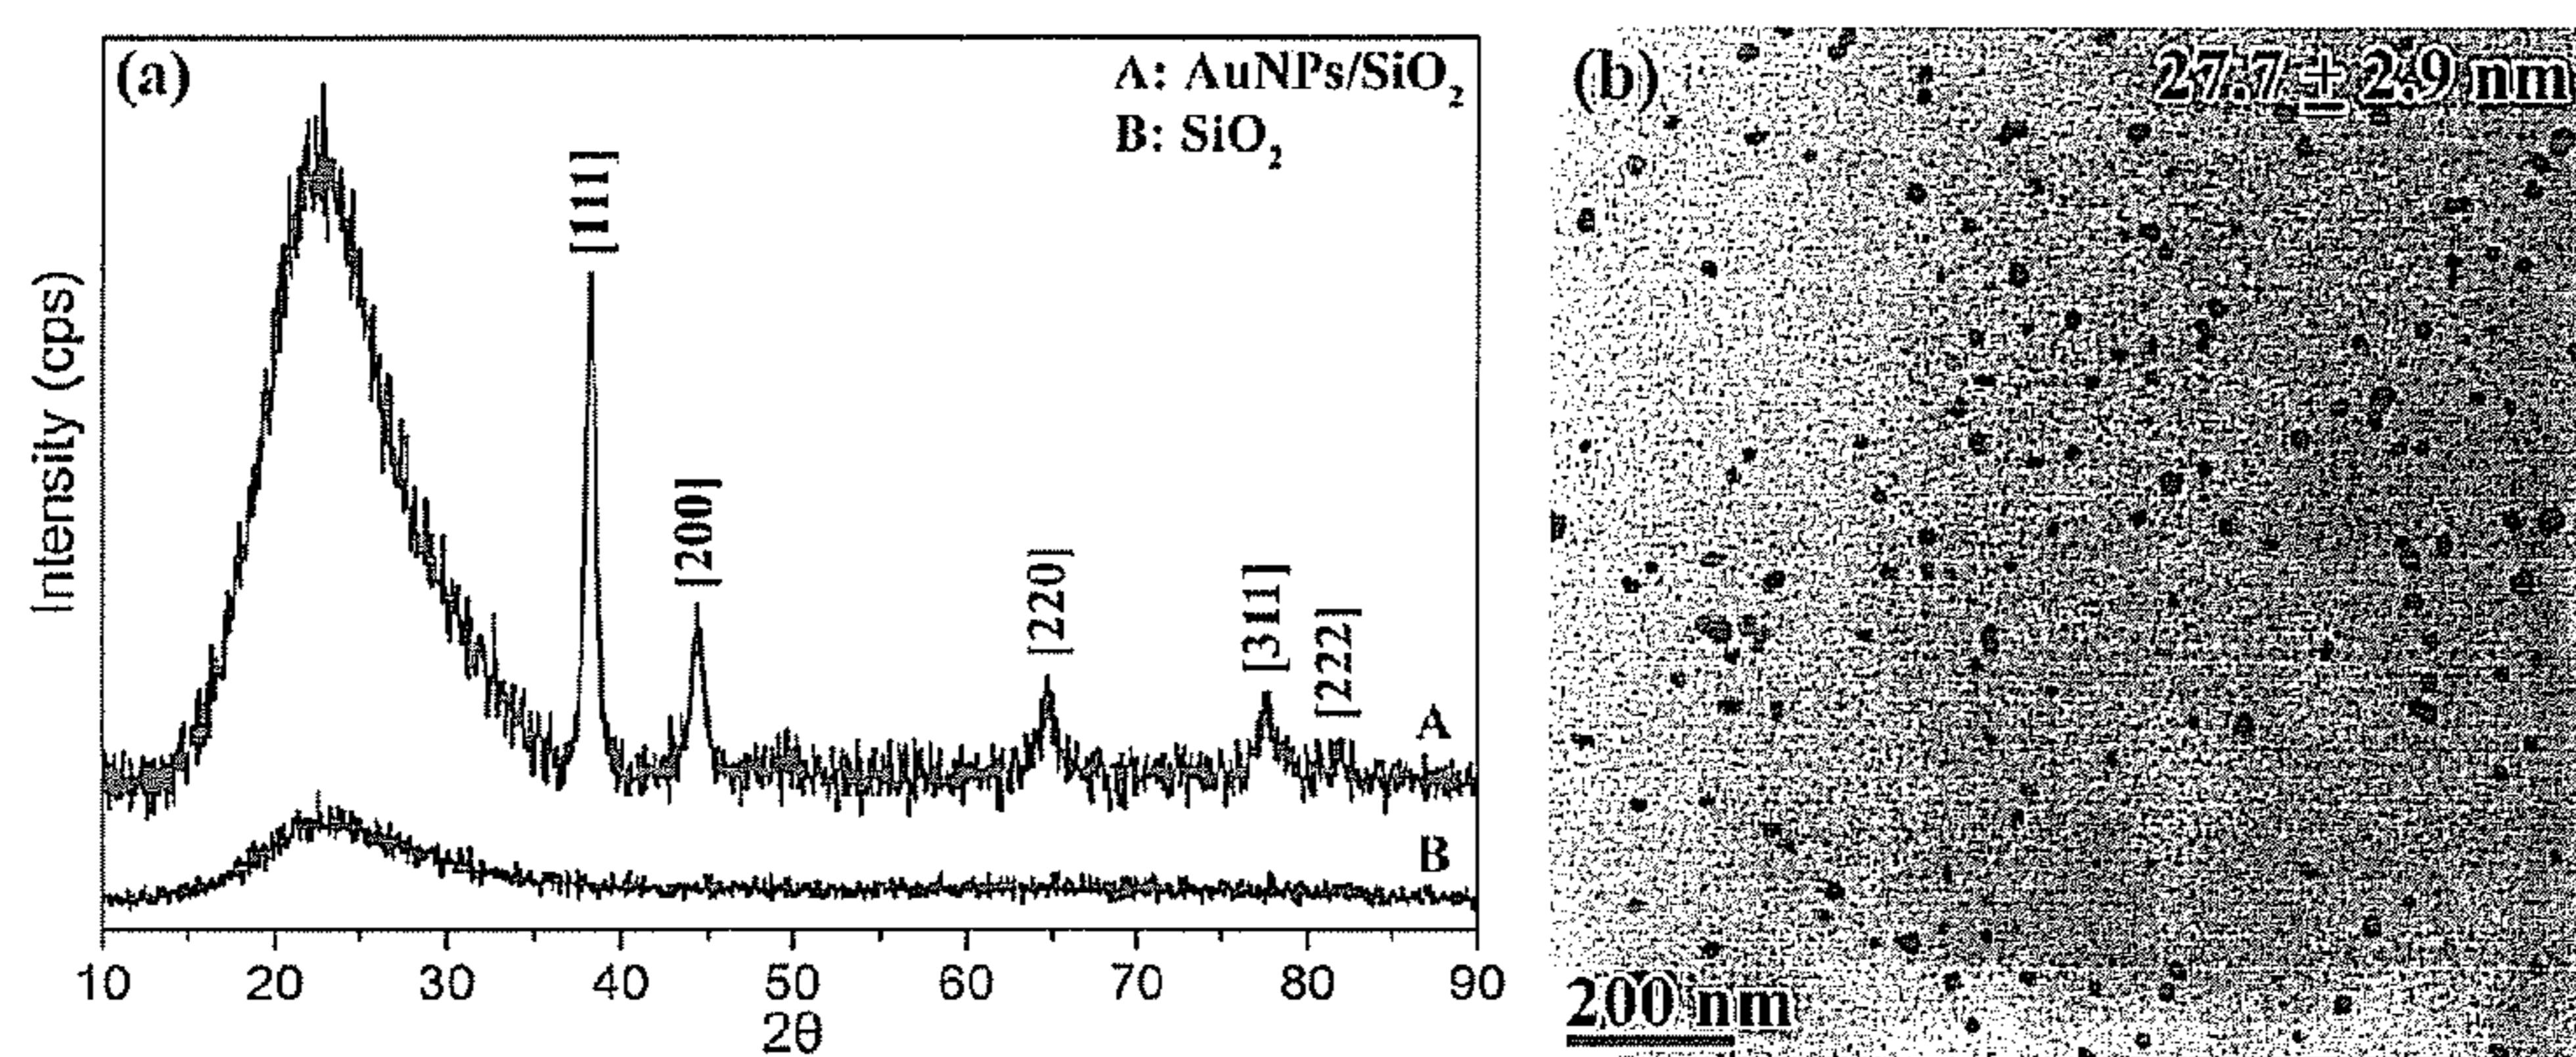 (a)
A: AuNPs/SiO₂
B: SiO₂
[111]
[200]
[220]
[311]
[222]
A
B
Intensity (cps)
10 20 30 40 50 60 70 80 90
2θ
(b)
27.7 ± 2.9 nm
200 nm